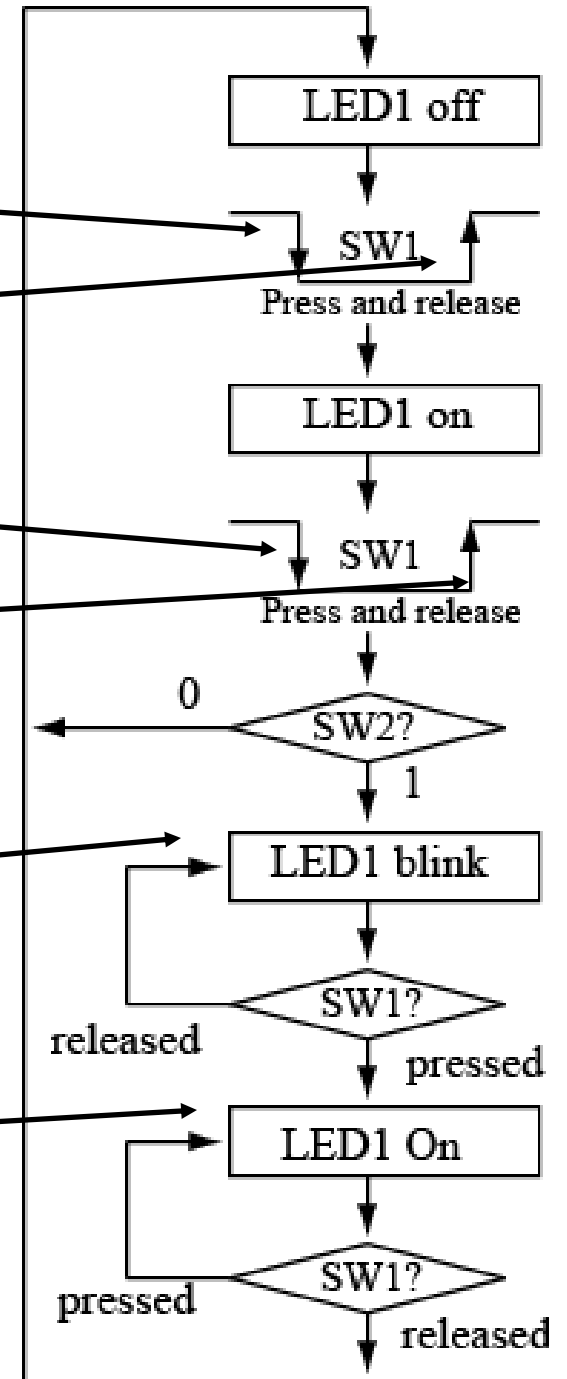 LED1 off
SW1
Press and release
LED1 on
SW1
Press and release
0
SW2?
1
LED1 blink
SW1?
released
pressed
LED1 On
SW1?
pressed
released